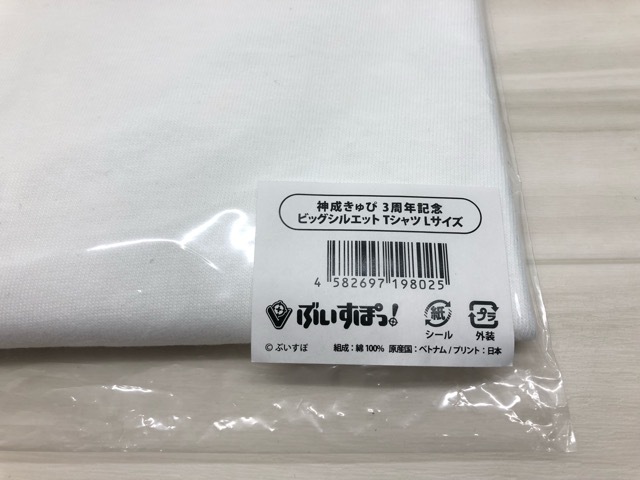 神成きゅぴ 3周年記念
ビッグシルエット Tシャツ Lサイズ
4 582697 198025
ぶいすぽっ!
紙
シール
プラ
外装
© ぶいすぽ
組成:綿100% 原産国:ベトナム/プリント:日本